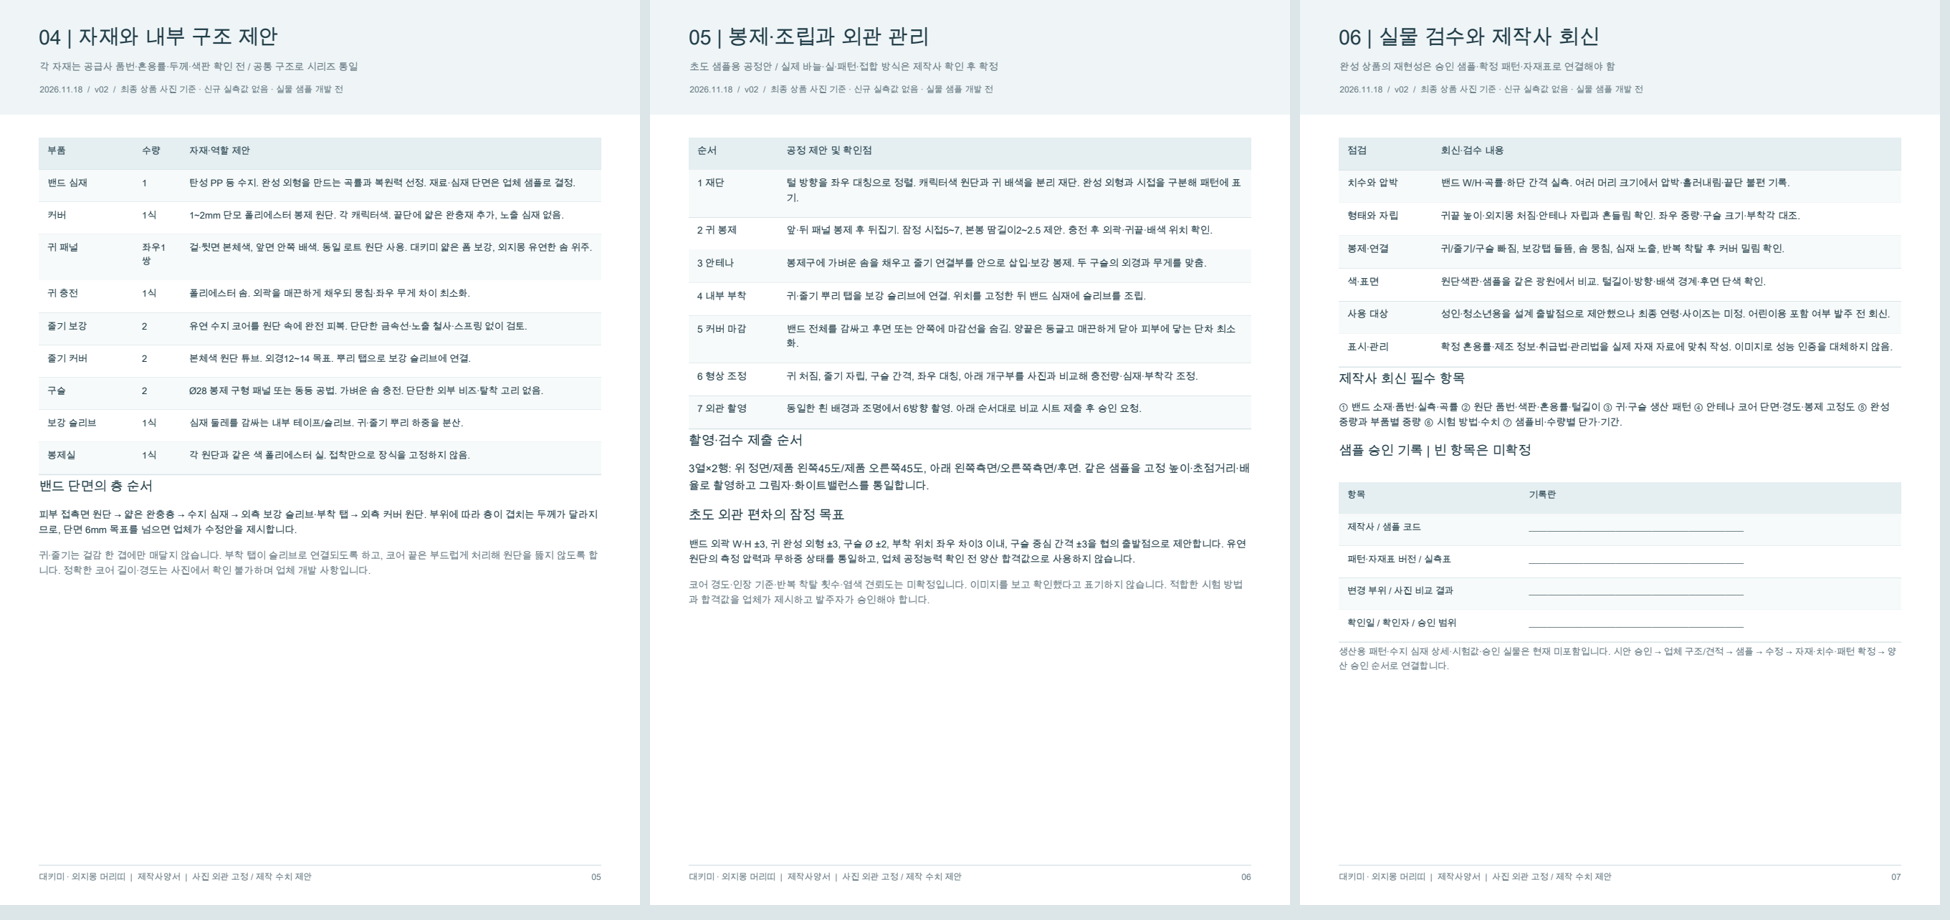 04 | 자재와 내부 구조 제안
각 자재는 공급사 품번·혼용률·두께·색판 확인 전 / 공통 구조로 시리즈 통일
2026.11.18 / v02 / 최종 상품 사진 기준 · 신규 실측값 없음 · 실물 샘플 개발 전
부품 수량 자재·역할 제안
밴드 심재 1 탄성 PP 등 수지. 완성 외형을 만드는 곡률과 복원력 선정. 재료·심재 단면은 업체 샘플로 결정.
커버 1식 1~2mm 단모 폴리에스터 봉제 원단. 각 캐릭터색. 끝단에 얇은 완충재 추가, 노출 심재 없음.
귀 패널 좌우1 겉·뒷면 본체색, 앞면 안쪽 배색. 동일 로트 원단 사용. 대키미 얇은 폼 보강, 외지몽 유연한 솜 위주.
쌍
귀 충전 1식 폴리에스터 솜. 외곽을 매끈하게 채우되 뭉침·좌우 무게 차이 최소화.
줄기 보강 2 유연 수지 코어를 원단 속에 완전 피복. 단단한 금속선·노출 철사·스프링 없이 검토.
줄기 커버 2 본체색 원단 튜브. 외경12~14 목표. 뿌리 탭으로 보강 슬리브에 연결.
구슬 2 Ø28 봉제 구형 패널 또는 동등 공법. 가벼운 솜 충전. 단단한 외부 비즈·탈착 고리 없음.
보강 슬리브 1식 심재 둘레를 감싸는 내부 테이프/슬리브. 귀·줄기 뿌리 하중을 분산.
봉제실 1식 각 원단과 같은 색 폴리에스터 실. 접착만으로 장식을 고정하지 않음.
밴드 단면의 층 순서
피부 접촉면 원단 → 얇은 완충층 → 수지 심재 → 외측 보강 슬리브·부착 탭 → 외측 커버 원단. 부위에 따라 층이 겹치는 두께가 달라지
므로, 단면 6mm 목표를 넘으면 업체가 수정안을 제시합니다.
귀·줄기는 겉감 한 겹에만 매달지 않습니다. 부착 탭이 슬리브로 연결되도록 하고, 코어 끝은 부드럽게 처리해 원단을 뚫지 않도록 합
니다. 정확한 코어 길이·경도는 사진에서 확인 불가하며 업체 개발 사항입니다.
대키미 · 외지몽 머리띠 | 제작사양서 | 사진 외관 고정 / 제작 수치 제안 05
05 | 봉제·조립과 외관 관리
초도 샘플용 공정안 / 실제 바늘·실·패턴·접합 방식은 제작사 확인 후 확정
2026.11.18 / v02 / 최종 상품 사진 기준 · 신규 실측값 없음 · 실물 샘플 개발 전
순서 공정 제안 및 확인점
1 재단 털 방향을 좌우 대칭으로 정렬. 캐릭터색 원단과 귀 배색을 분리 재단. 완성 외형과 시접을 구분해 패턴에 표
기.
2 귀 봉제 앞·뒤 패널 봉제 후 뒤집기. 잠정 시접5~7, 본봉 땀길이2~2.5 제안. 충전 후 외곽·귀끝·배색 위치 확인.
3 안테나 봉제구에 가벼운 솜을 채우고 줄기 연결부를 안으로 삽입·보강 봉제. 두 구슬의 외경과 무게를 맞춤.
4 내부 부착 귀·줄기 뿌리 탭을 보강 슬리브에 연결. 위치를 고정한 뒤 밴드 심재에 슬리브를 조립.
5 커버 마감 밴드 전체를 감싸고 후면 또는 안쪽에 마감선을 숨김. 양끝은 둥글고 매끈하게 닫아 피부에 닿는 단차 최소
화.
6 형상 조정 귀 처짐, 줄기 자립, 구슬 간격, 좌우 대칭, 아래 개구부를 사진과 비교해 충전량·심재·부착각 조정.
7 외관 촬영 동일한 흰 배경과 조명에서 6방향 촬영. 아래 순서대로 비교 시트 제출 후 승인 요청.
촬영·검수 제출 순서
3열×2행: 위 정면/제품 왼쪽45도/제품 오른쪽45도, 아래 왼쪽측면/오른쪽측면/후면. 같은 샘플을 고정 높이·초점거리·배
율로 촬영하고 그림자·화이트밸런스를 통일합니다.
초도 외관 편차의 잠정 목표
밴드 외곽 W·H ±3, 귀 완성 외형 ±3, 구슬 Ø ±2, 부착 위치 좌우 차이3 이내, 구슬 중심 간격 ±3을 협의 출발점으로 제안합니다. 유연
원단의 측정 압력과 무하중 상태를 통일하고, 업체 공정능력 확인 전 양산 합격값으로 사용하지 않습니다.
코어 경도·인장 기준·반복 착탈 횟수·염색 견뢰도는 미확정입니다. 이미지를 보고 확인했다고 표기하지 않습니다. 적합한 시험 방법
과 합격값을 업체가 제시하고 발주자가 승인해야 합니다.
대키미 · 외지몽 머리띠 | 제작사양서 | 사진 외관 고정 / 제작 수치 제안 06
06 | 실물 검수와 제작사 회신
완성 상품의 재현성은 승인 샘플·확정 패턴·자재표로 연결해야 함
2026.11.18 / v02 / 최종 상품 사진 기준 · 신규 실측값 없음 · 실물 샘플 개발 전
점검 회신·검수 내용
치수와 압박 밴드 W/H·곡률·하단 간격 실측. 여러 머리 크기에서 압박·흘러내림·끝단 불편 기록.
형태와 자립 귀끝 높이·외지몽 처짐·안테나 자립과 흔들림 확인. 좌우 중량·구슬 크기·부착각 대조.
봉제·연결 귀/줄기/구슬 빠짐, 보강탭 들뜸, 솜 뭉침, 심재 노출, 반복 착탈 후 커버 밀림 확인.
색·표면 원단색판·샘플을 같은 광원에서 비교. 털길이·방향·배색 경계·후면 단색 확인.
사용 대상 성인·청소년용을 설계 출발점으로 제안했으나 최종 연령·사이즈는 미정. 어린이용 포함 여부 발주 전 회신.
표시·관리 확정 혼용률·제조 정보·취급법·관리법을 실제 자재 자료에 맞춰 작성. 이미지로 성능 인증을 대체하지 않음.
제작사 회신 필수 항목
① 밴드 소재·품번·실측·곡률 ② 원단 품번·색판·혼용률·털길이 ③ 귀·구슬 생산 패턴 ④ 안테나 코어 단면·경도·봉제 고정도 ⑤ 완성
중량과 부품별 중량 ⑥ 시험 방법·수치 ⑦ 샘플비·수량별 단가·기간.
샘플 승인 기록 | 빈 항목은 미확정
항목 기록란
제작사 / 샘플 코드
패턴·자재표 버전 / 실측표
변경 부위 / 사진 비교 결과
확인일 / 확인자 / 승인 범위
생산용 패턴·수지 심재 상세·시험값·승인 실물은 현재 미포함입니다. 시안 승인 → 업체 구조/견적 → 샘플 → 수정 → 자재·치수·패턴 확정 → 양
산 승인 순서로 연결합니다.
대키미 · 외지몽 머리띠 | 제작사양서 | 사진 외관 고정 / 제작 수치 제안 07